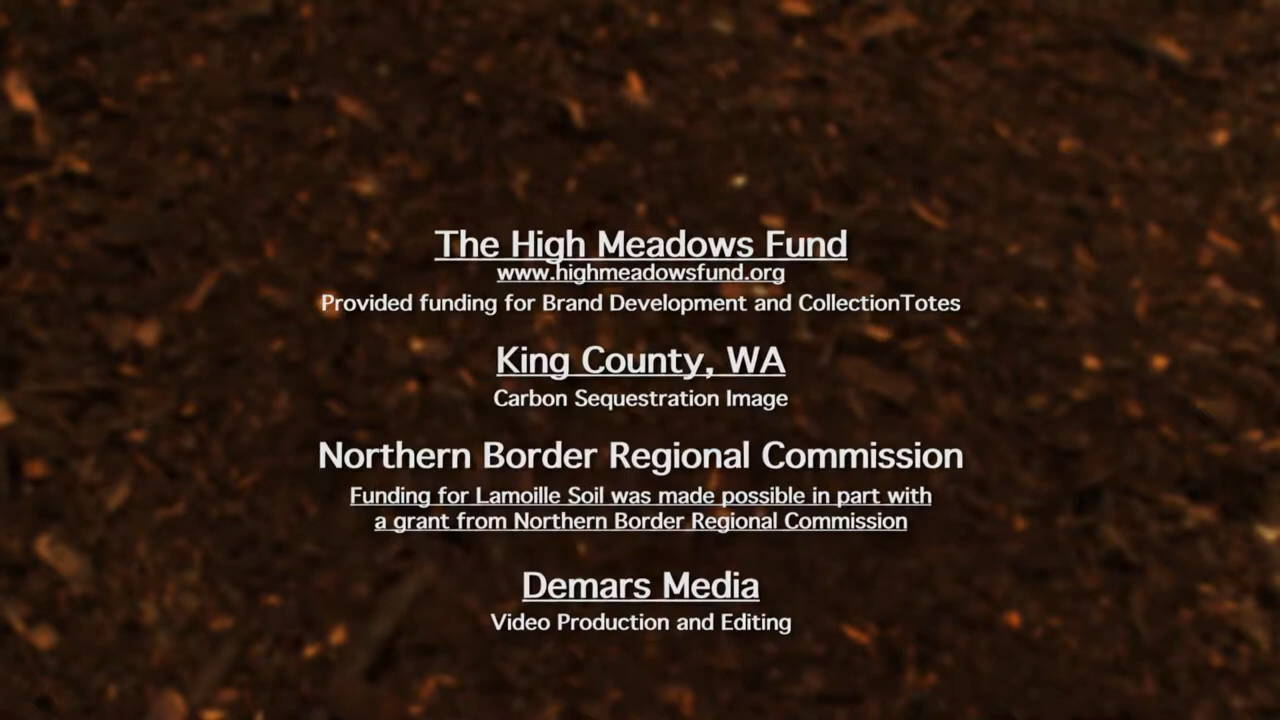 The High Meadows Fund
www.highmeadowsfund.org
Provided funding for Brand Development and CollectionTotes
King County, WA
Carbon Sequestration Image
Northern Border Regional Commission
Funding for Lamoille Soil was made possible in part with
a grant from Northern Border Regional Commission
Demars Media
Video Production and Editing